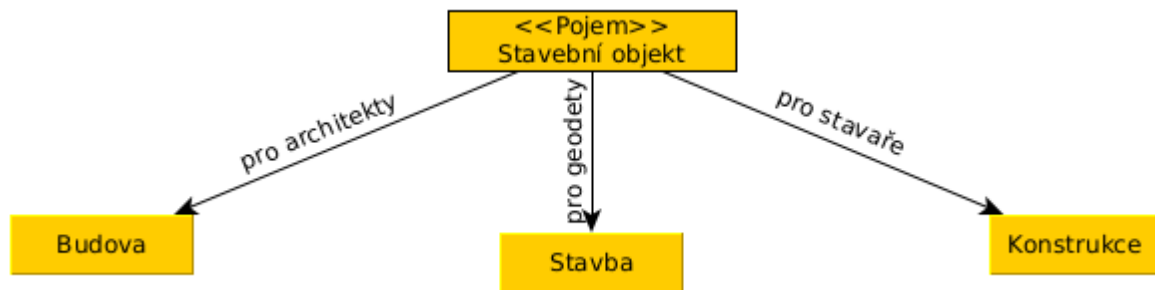 <<Pojem>>
Stavební objekt
pro architekty
pro geodety
pro stavaře
Budova
Stavba
Konstrukce